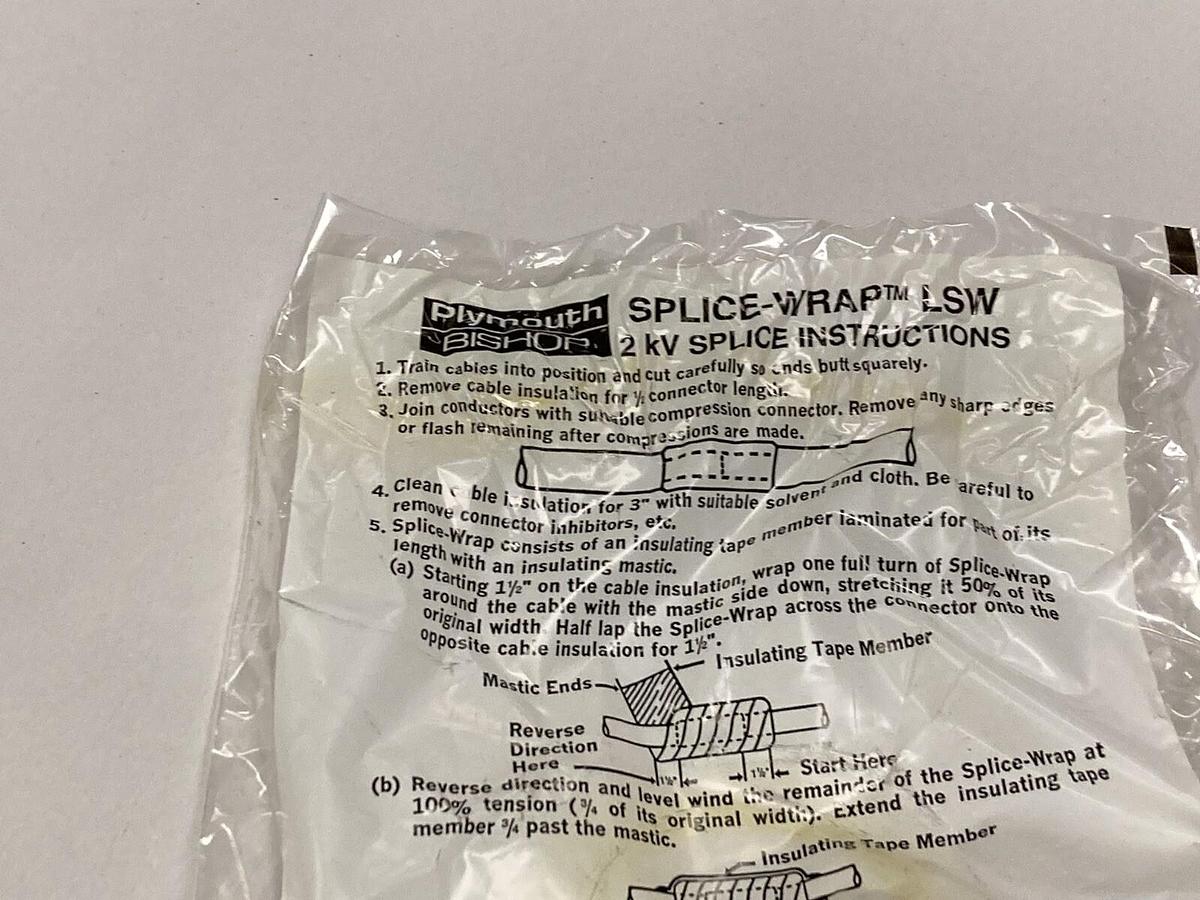 Plymouth
BISHOP
SPLICE-WRAP™ LSW
2 kV SPLICE INSTRUCTIONS
1. Train cables into position and cut carefully so ends butt squarely.
2. Remove cable insulation for ½ connector length.
3. Join conductors with suitable compression connector. Remove any sharp edges
or flash remaining after compressions are made.
4. Clean cable insulation for 3" with suitable solvent and cloth. Be careful to
remove connector inhibitors, etc.
5. Splice-Wrap consists of an insulating tape member laminated for part of its
length with an insulating mastic.
(a) Starting 1½" on the cable insulation, wrap one full turn of Splice-Wrap
around the cable with the mastic side down, stretching it 50% of its
original width. Half lap the Splice-Wrap across the connector onto the
opposite cable insulation for 1½".
Insulating Tape Member
Mastic Ends
Reverse
Direction
Here
1½"
1½"
Start Here
(b) Reverse direction and level wind the remainder of the Splice-Wrap at
100% tension (¾ of its original width). Extend the insulating tape
member ¾ past the mastic.
Insulating Tape Member